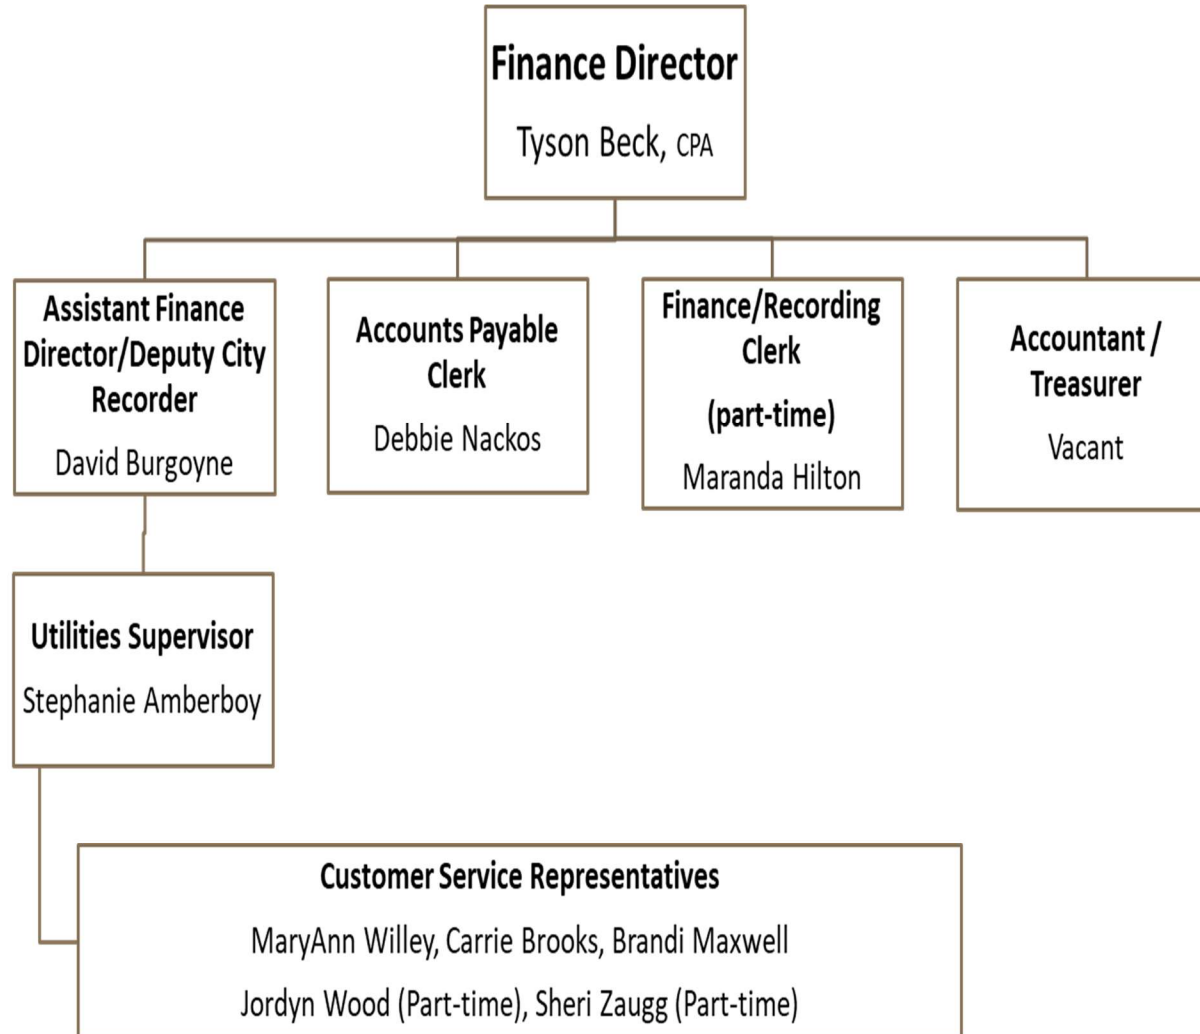 Finance Director
Tyson Beck, CPA
Assistant Finance
Director/Deputy City
Recorder
David Burgoyne
Accounts Payable
Clerk
Debbie Nackos
Finance/Recording
Clerk
(part-time)
Maranda Hilton
Accountant /
Treasurer
Vacant
Utilities Supervisor
Stephanie Amberboy
Customer Service Representatives
MaryAnn Willey, Carrie Brooks, Brandi Maxwell
Jordyn Wood (Part-time), Sheri Zaugg (Part-time)